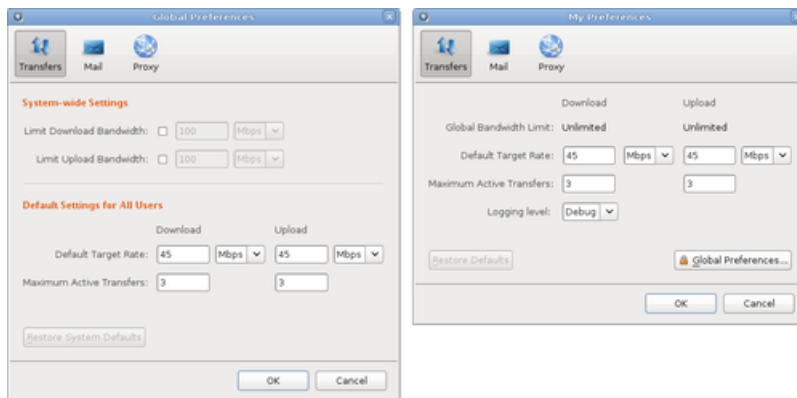 Global Preferences
Transfers Mail Proxy
System-wide Settings
Limit Download Bandwidth: 100 Mbps
Limit Upload Bandwidth: 100 Mbps
Default Settings for All Users
Download Upload
Default Target Rate: 45 Mbps 45 Mbps
Maximum Active Transfers: 3 3
Restore System Defaults
OK Cancel
My Preferences
Transfers Mail Proxy
Download Upload
Global Bandwidth Limit: Unlimited Unlimited
Default Target Rate: 45 Mbps 45 Mbps
Maximum Active Transfers: 3 3
Logging level: Debug
Restore Defaults Global Preferences...
OK Cancel